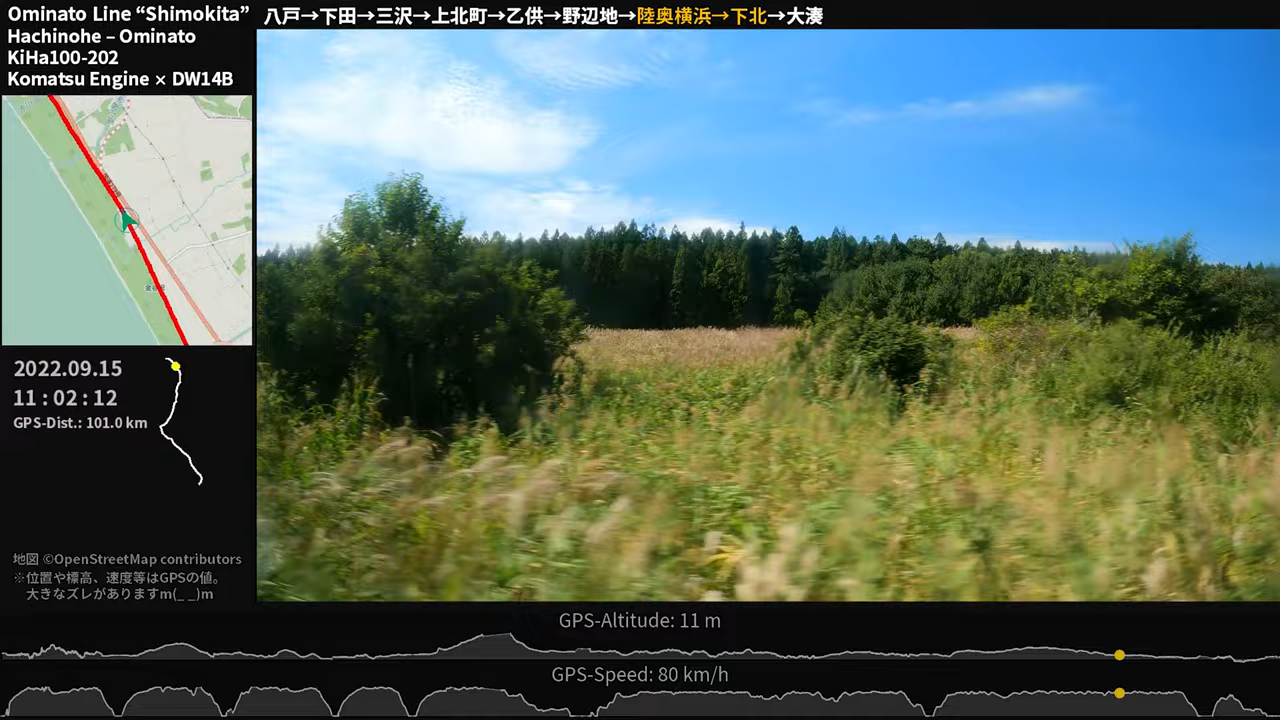 Ominato Line “Shimokita”
Hachinohe – Ominato
KiHa100-202
Komatsu Engine × DW14B
八戸→下田→三沢→上北町→乙供→野辺地→陸奥横浜→下北→大湊
2022.09.15
11:02:12
GPS-Dist.: 101.0 km
地図 ©OpenStreetMap contributors
※位置や標高、速度等はGPSの値。
大きなズレがありますm(_ _)m
GPS-Altitude: 11 m
GPS-Speed: 80 km/h